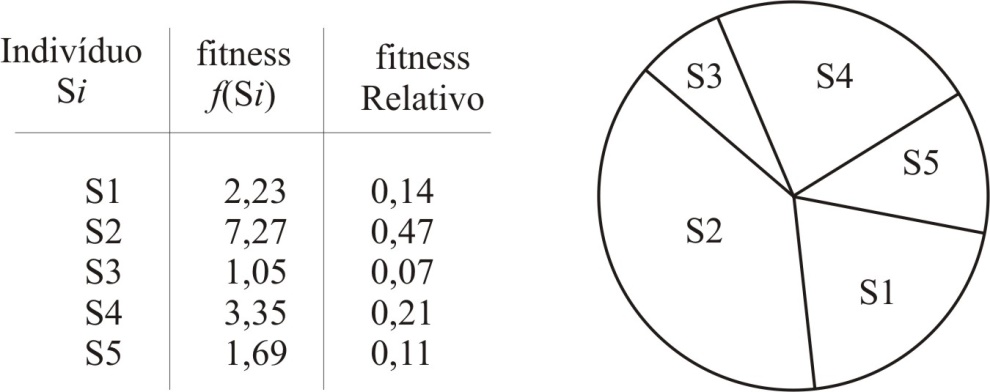 Indivíduo fitness fitness
Si f(Si) Relativo
S1 2,23 0,14
S2 7,27 0,47
S3 1,05 0,07
S4 3,35 0,21
S5 1,69 0,11
S3
S4
S5
S2
S1